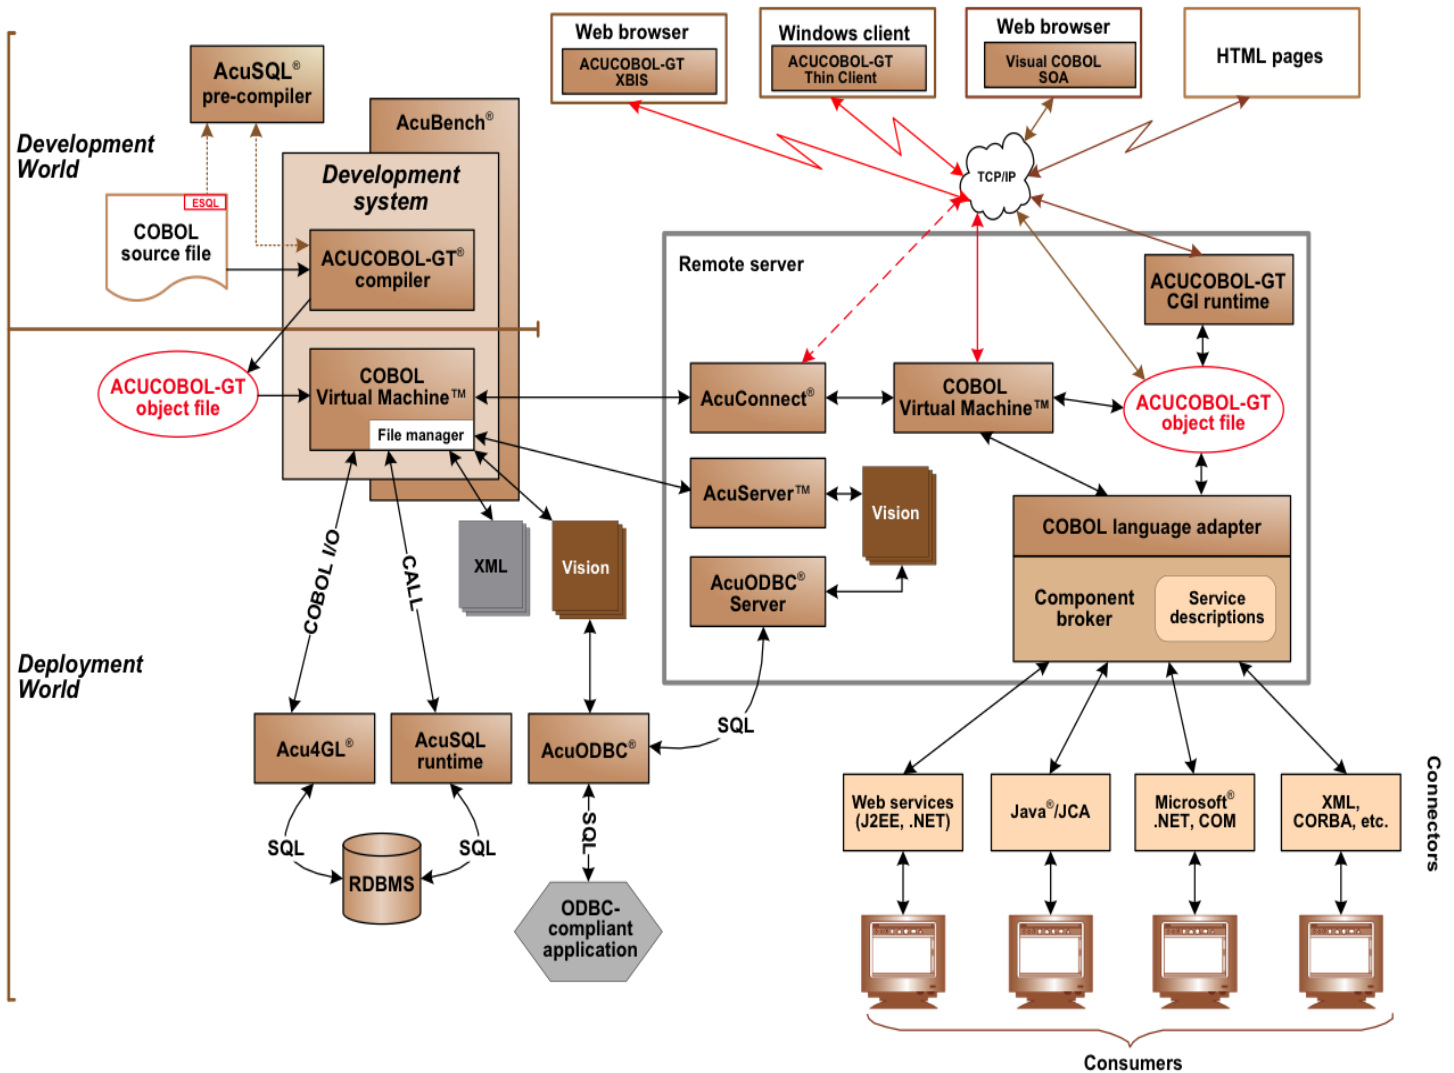 Development
World
AcuSQL®
pre-compiler
AcuBench®
Development
system
ESQL
COBOL
source file
ACUCOBOL-GT®
compiler
Web browser
ACUCOBOL-GT
XBIS
Windows client
ACUCOBOL-GT
Thin Client
Web browser
Visual COBOL
SOA
HTML pages
TCP/IP
Remote server
ACUCOBOL-GT
CGI runtime
ACUCOBOL-GT
object file
COBOL
Virtual Machine™
File manager
AcuConnect®
COBOL
Virtual Machine™
ACUCOBOL-GT
object file
AcuServer™
Vision
AcuODBC®
Server
COBOL language adapter
Component
broker
Service
descriptions
XML
Vision
COBOL I/O
CALL
Deployment
World
Acu4GL®
AcuSQL
runtime
AcuODBC®
SQL
SQL
SQL
SQL
RDBMS
ODBC-
compliant
application
Web services
(J2EE, .NET)
Java®/JCA
Microsoft®
.NET, COM
XML,
CORBA, etc.
Connectors
Consumers